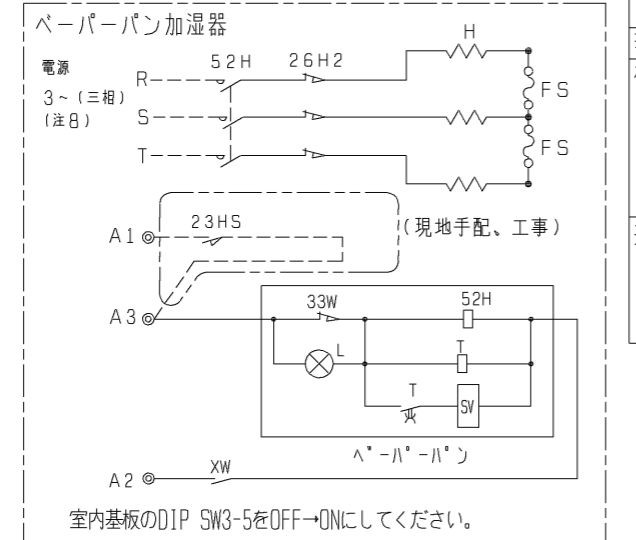 ベーパーパン加湿器
電源
3~(三相)
(注8)
R
S
T
52H
26H2
H
FS
FS
A1
23HS
(現地手配、工事)
A3
33W
52H
L
T
T
SV
ベーパーパン
A2
XW
室内基板のDIP SW3-5をOFF→ONにしてください。